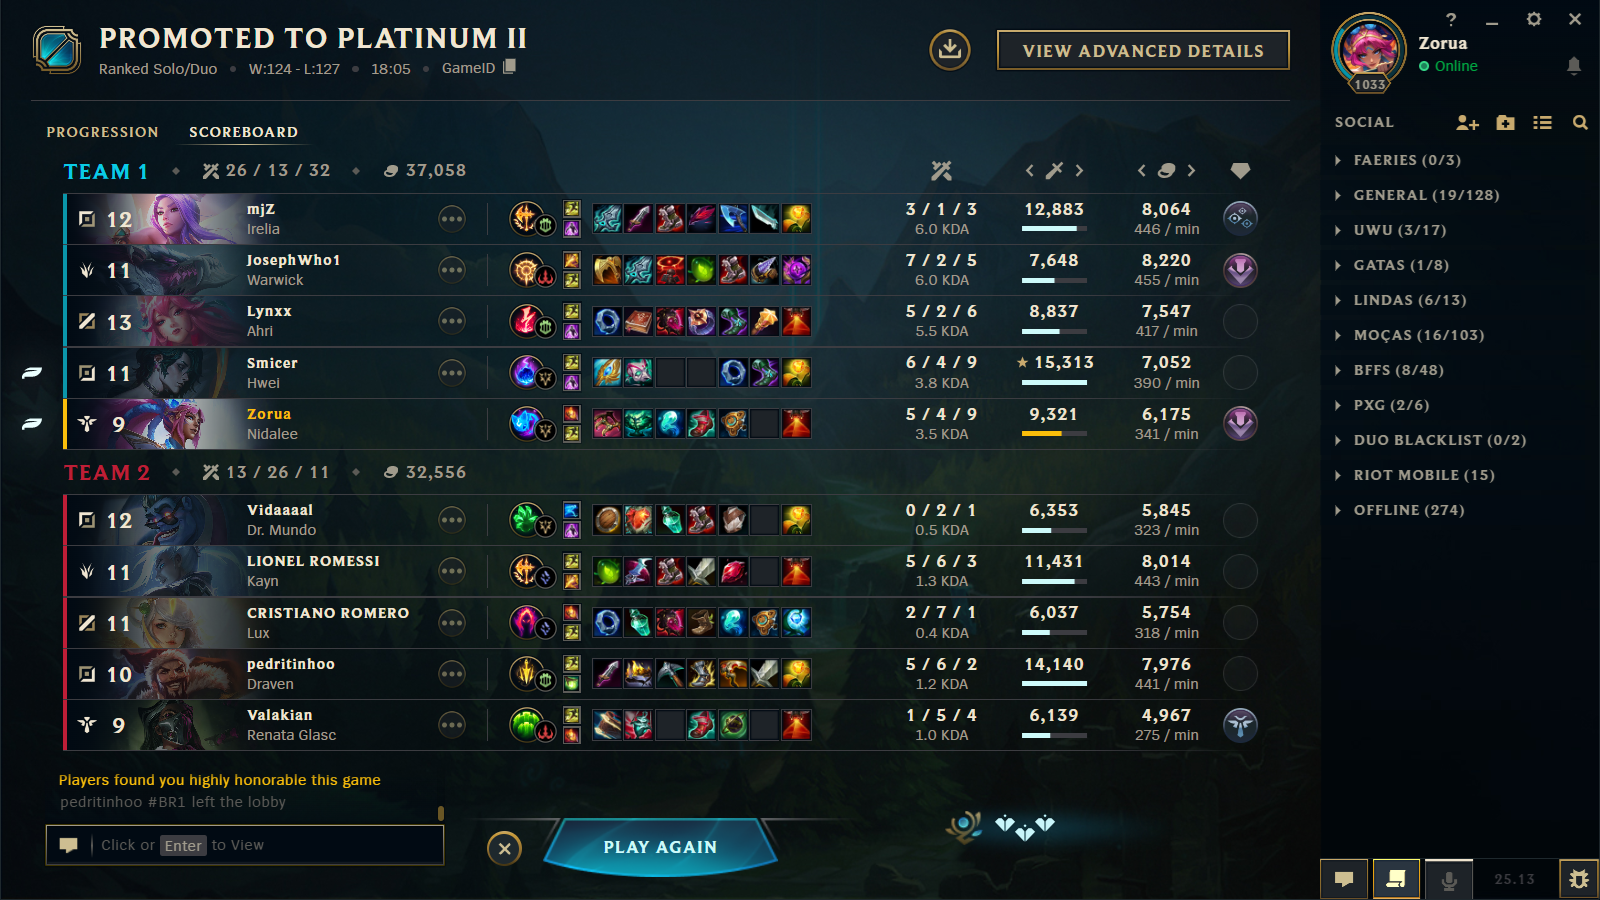 PROMOTED TO PLATINUM II
Ranked Solo/Duo • W:124 - L:127 • 18:05 • GameID
VIEW ADVANCED DETAILS
PROGRESSION SCOREBOARD
TEAM 1 26 / 13 / 32 37,058
12 mjZ Irelia 3 / 1 / 3 6.0 KDA 12,883 8,064 446 / min
11 JosephWho1 Warwick 7 / 2 / 5 6.0 KDA 7,648 8,220 455 / min
13 Lynxx Ahri 5 / 2 / 6 5.5 KDA 8,837 7,547 417 / min
11 Smicer Hwei 6 / 4 / 9 3.8 KDA 15,313 7,052 390 / min
9 Zorua Nidalee 5 / 4 / 9 3.5 KDA 9,321 6,175 341 / min
TEAM 2 13 / 26 / 11 32,556
12 Vidaaaal Dr. Mundo 0 / 2 / 1 0.5 KDA 6,353 5,845 323 / min
11 LIONEL ROMESSI Kayn 5 / 6 / 3 1.3 KDA 11,431 8,014 443 / min
11 CRISTIANO ROMERO Lux 2 / 7 / 1 0.4 KDA 6,037 5,754 318 / min
10 pedritinhoo Draven 5 / 6 / 2 1.2 KDA 14,140 7,976 441 / min
9 Valakian Renata Glasc 1 / 5 / 4 1.0 KDA 6,139 4,967 275 / min
Players found you highly honorable this game
pedritinhoo #BR1 left the lobby
Click or Enter to View
PLAY AGAIN
?
Zorua
Online
1033
SOCIAL
FAERIES (0/3)
GENERAL (19/128)
UWU (3/17)
GATAS (1/8)
LINDAS (6/13)
MOÇAS (16/103)
BFFS (8/48)
PXG (2/6)
DUO BLACKLIST (0/2)
RIOT MOBILE (15)
OFFLINE (274)
25.13